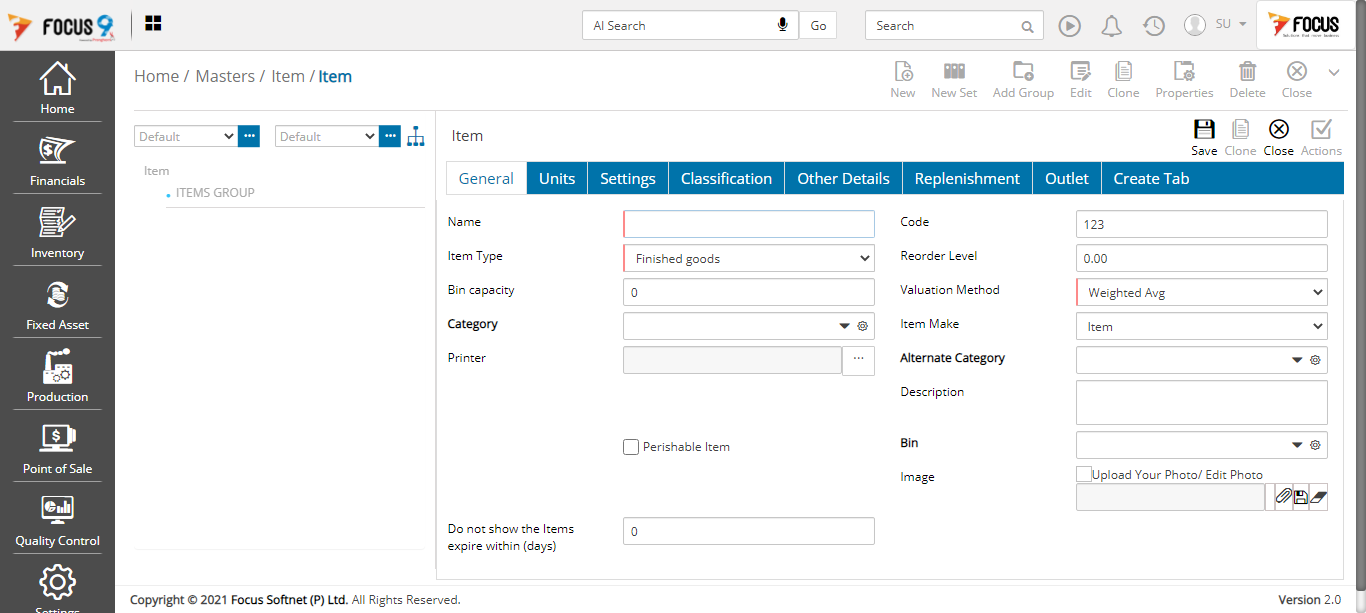 FOCUS 9
AI Search
Go
Search
SU
FOCUS
Home
Financials
Inventory
Fixed Asset
Production
Point of Sale
Quality Control
Settings
Home / Masters / Item / Item
New
New Set
Add Group
Edit
Clone
Properties
Delete
Close
Default
Default
Item
ITEMS GROUP
Item
Save
Clone
Close
Actions
General
Units
Settings
Classification
Other Details
Replenishment
Outlet
Create Tab
Name
Code
123
Item Type
Finished goods
Reorder Level
0.00
Bin capacity
0
Valuation Method
Weighted Avg
Category
Item Make
Item
Printer
...
Alternate Category
Description
Perishable Item
Bin
Image
Upload Your Photo/ Edit Photo
Do not show the Items
expire within (days)
0
Copyright © 2021 Focus Softnet (P) Ltd. All Rights Reserved.
Version 2.0